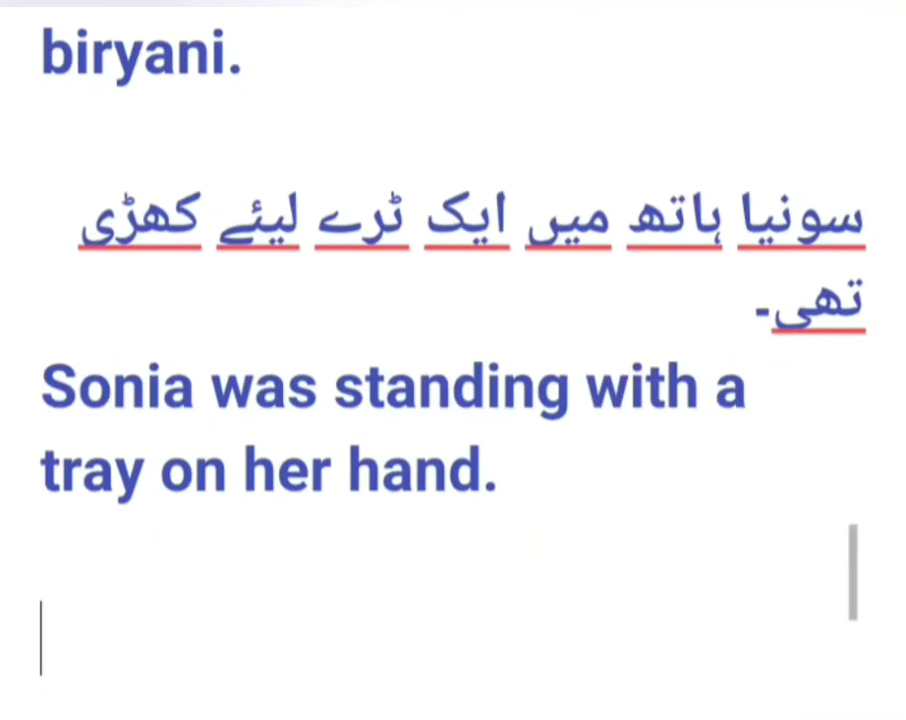 biryani.
سونیا ہاتھ میں ایک ٹرے لیئے کھڑی
تھی۔
Sonia was standing with a
tray on her hand.